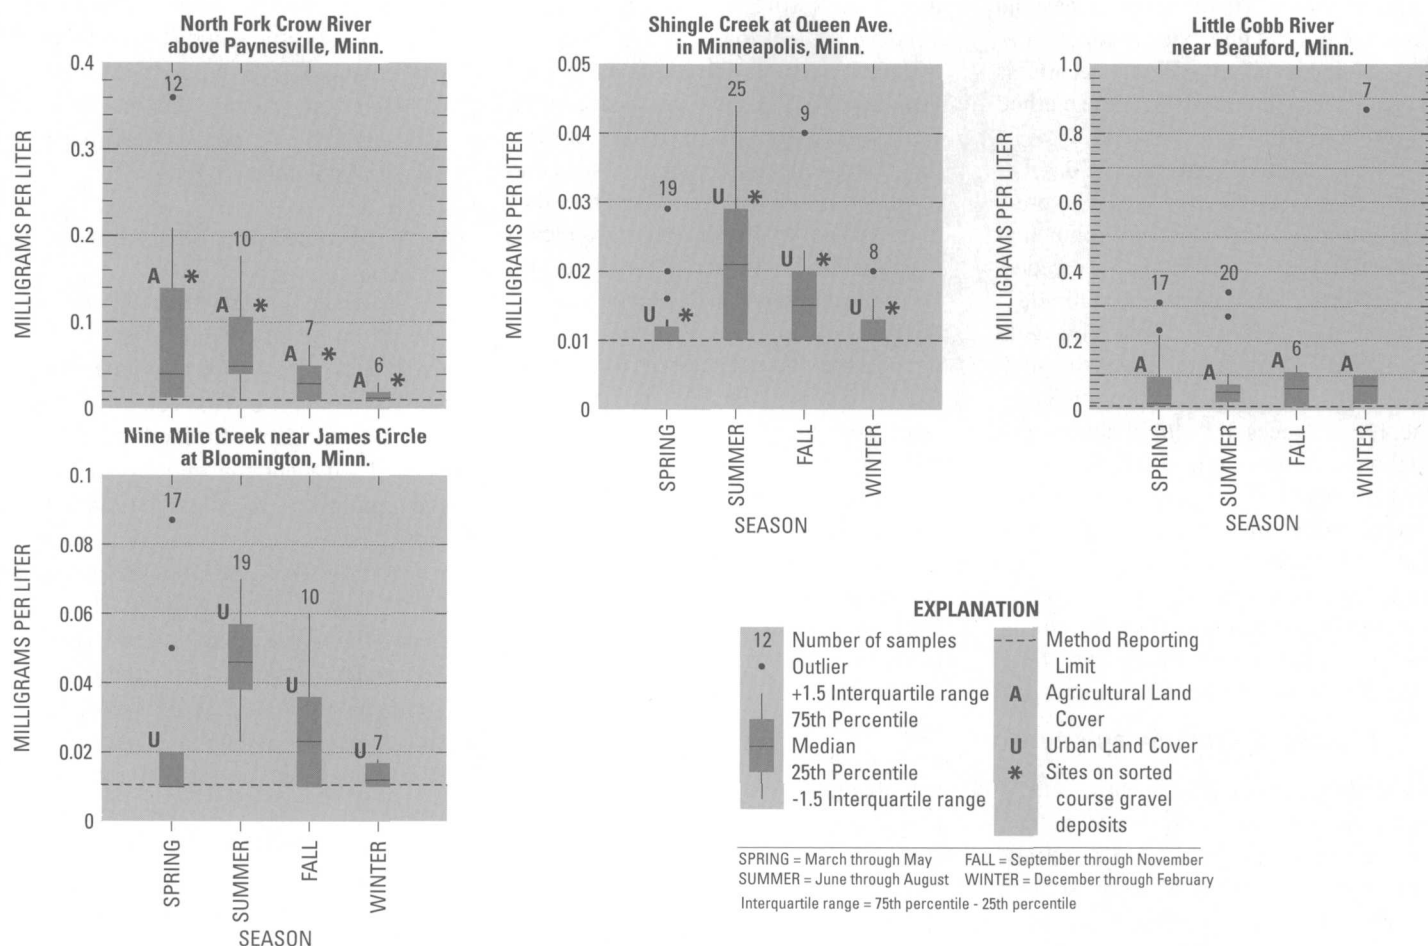 North Fork Crow River
above Paynesville, Minn.
MILLIGRAMS PER LITER
0.4
0.3
0.2
0.1
0
12
A *
10
A *
7
A *
6
A *
Shingle Creek at Queen Ave.
in Minneapolis, Minn.
MILLIGRAMS PER LITER
0.05
0.04
0.03
0.02
0.01
0
19
U *
25
U *
9
U *
8
U *
SPRING
SUMMER
FALL
WINTER
SEASON
Little Cobb River
near Beauford, Minn.
MILLIGRAMS PER LITER
1.0
0.8
0.6
0.4
0.2
0
17
A
20
A
6
A
7
A
SPRING
SUMMER
FALL
WINTER
SEASON
Nine Mile Creek near James Circle
at Bloomington, Minn.
MILLIGRAMS PER LITER
0.1
0.08
0.06
0.04
0.02
0
17
U
19
U
10
U
7
U
SPRING
SUMMER
FALL
WINTER
SEASON
EXPLANATION
12 Number of samples
Outlier
+1.5 Interquartile range
75th Percentile
Median
25th Percentile
-1.5 Interquartile range
Method Reporting
Limit
A Agricultural Land
Cover
U Urban Land Cover
* Sites on sorted
course gravel
deposits
SPRING = March through May FALL = September through November
SUMMER = June through August WINTER = December through February
Interquartile range = 75th percentile - 25th percentile